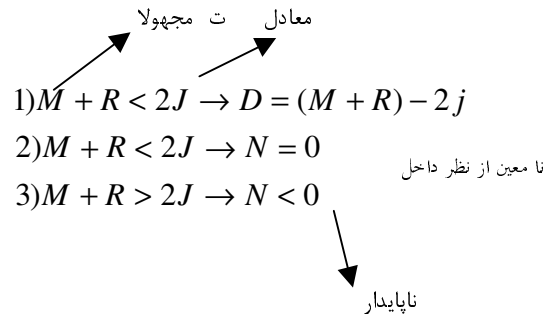 معادل ت مجهولا
1)M + R < 2J → D = (M + R) − 2j
2)M + R < 2J → N = 0
نا معین از نظر داخل
3)M + R > 2J → N < 0
ناپایدار